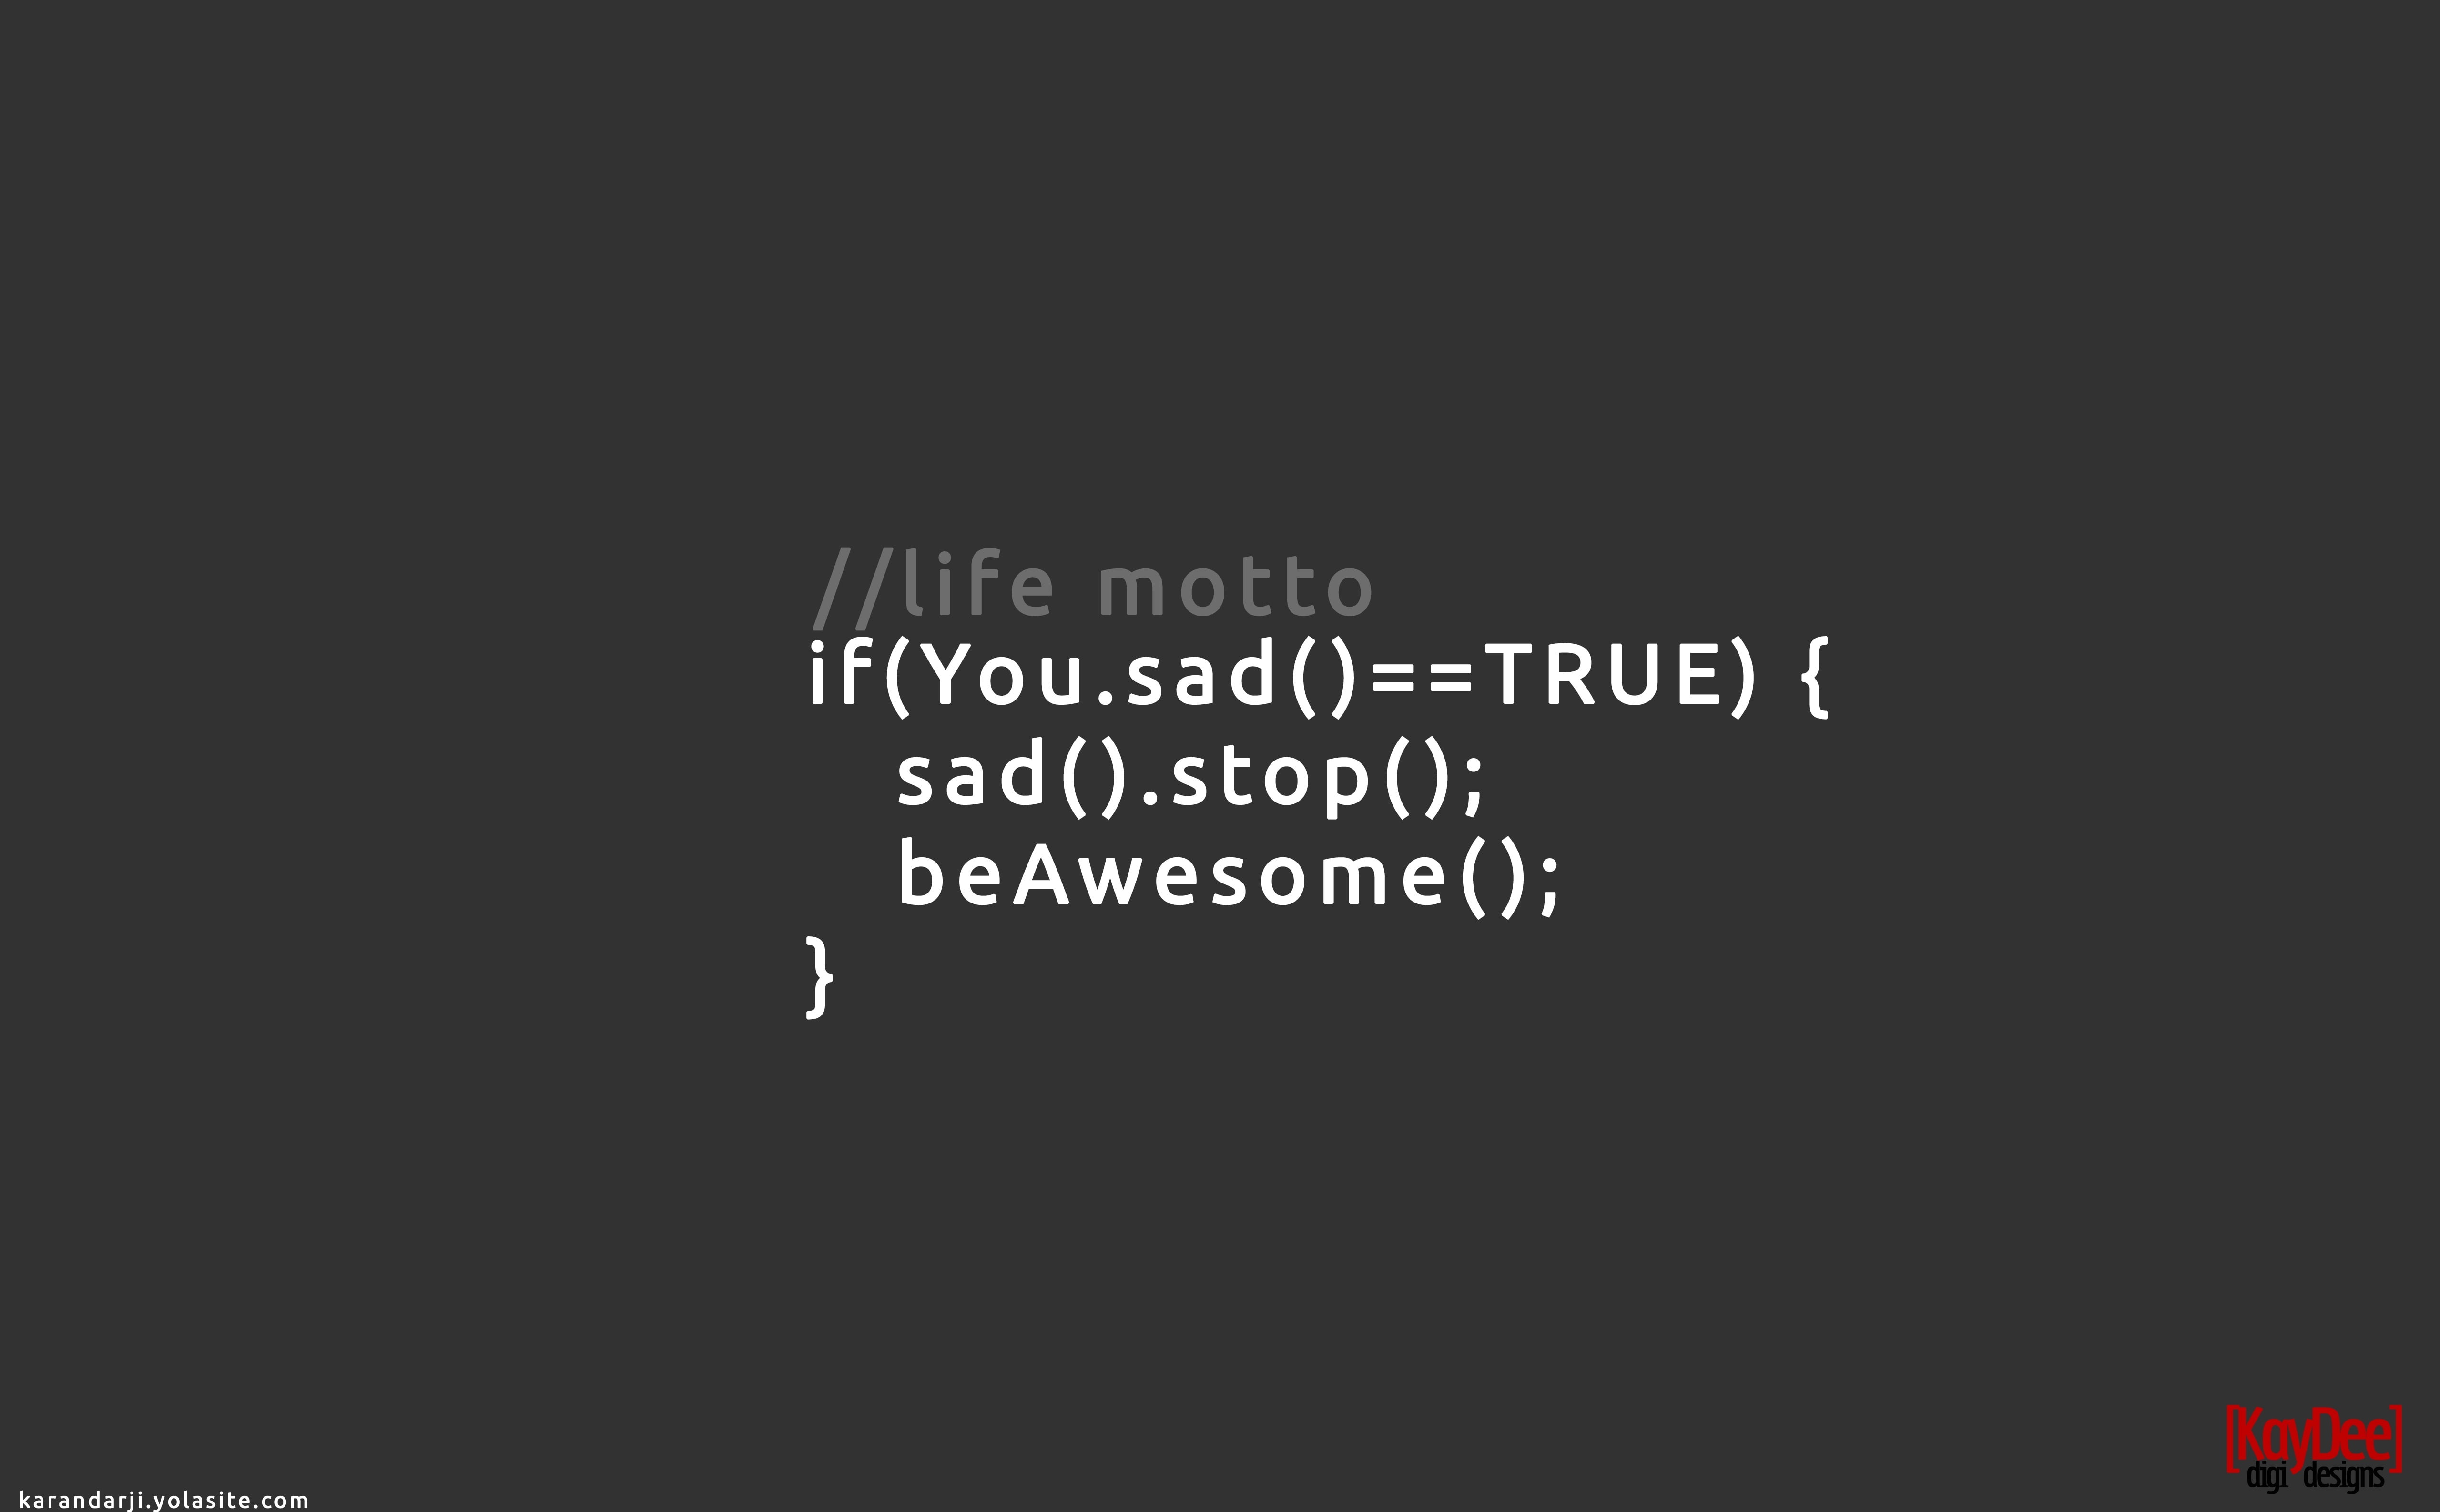 //life motto
if(You.sad()==TRUE) {
sad().stop();
beAwesome();
}
[KayDee]
digi designs
karandarji.yolasite.com